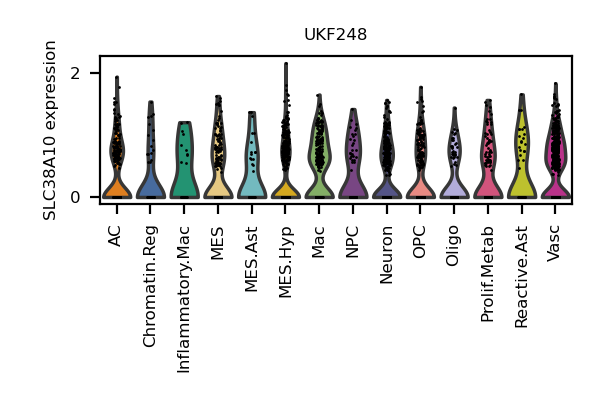 UKF248
SLC38A10 expression
2
0
AC
Chromatin.Reg
Inflammatory.Mac
MES
MES.Ast
MES.Hyp
Mac
NPC
Neuron
OPC
Oligo
Prolif.Metab
Reactive.Ast
Vasc